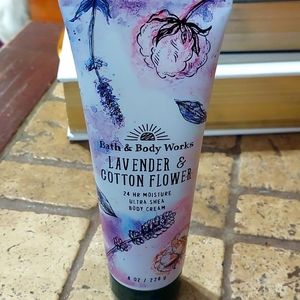 Bath & Body Works
LAVENDER &
COTTON FLOWER
24 HR MOISTURE
ULTRA SHEA
BODY CREAM
8 OZ / 226 g